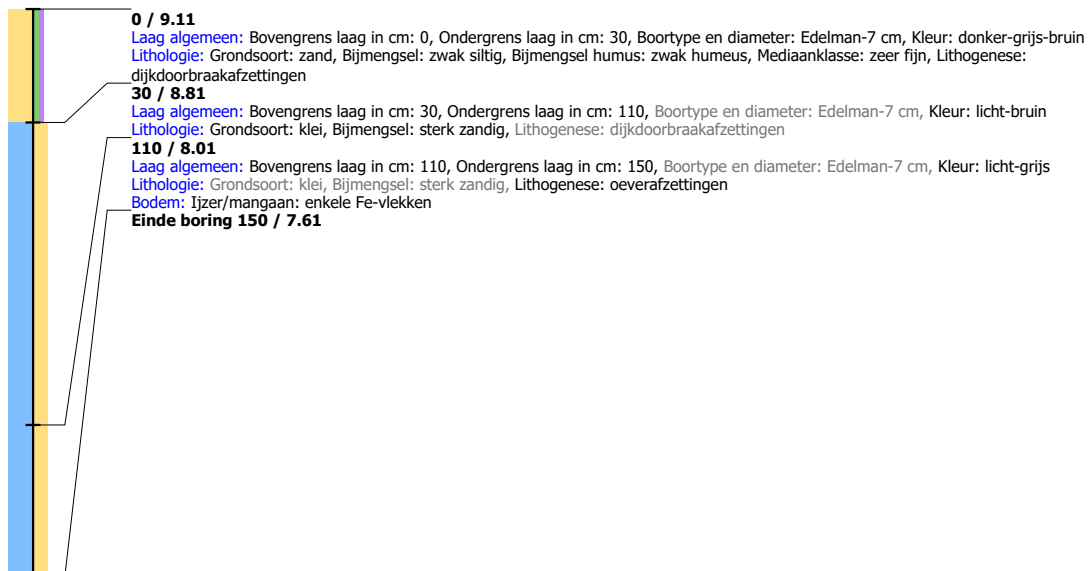 0 / 9.11
Laag algemeen: Bovengrens laag in cm: 0, Ondergrens laag in cm: 30, Boortype en diameter: Edelman-7 cm, Kleur: donker-grijs-bruin
Lithologie: Grondsoort: zand, Bijmengsel: zwak siltig, Bijmengsel humus: zwak humeus, Mediaanklasse: zeer fijn, Lithogenese:
dijkdoorbraakafzettingen
30 / 8.81
Laag algemeen: Bovengrens laag in cm: 30, Ondergrens laag in cm: 110, Boortype en diameter: Edelman-7 cm, Kleur: licht-bruin
Lithologie: Grondsoort: klei, Bijmengsel: sterk zandig, Lithogenese: dijkdoorbraakafzettingen
110 / 8.01
Laag algemeen: Bovengrens laag in cm: 110, Ondergrens laag in cm: 150, Boortype en diameter: Edelman-7 cm, Kleur: licht-grijs
Lithologie: Grondsoort: klei, Bijmengsel: sterk zandig, Lithogenese: oeverafzettingen
Bodem: Ijzer/mangaan: enkele Fe-vlekken
Einde boring 150 / 7.61